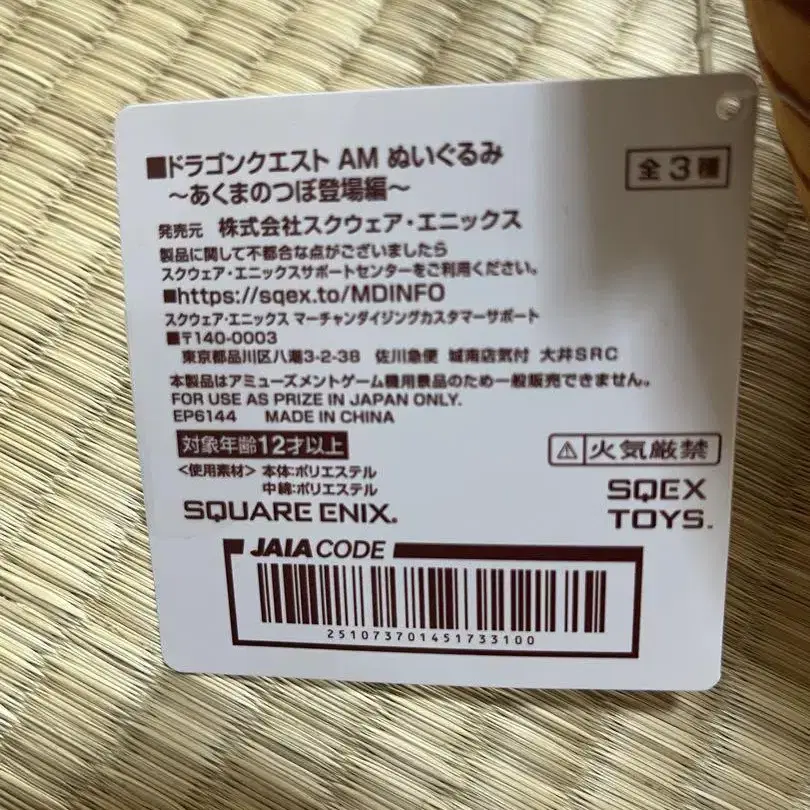 ■ドラゴンクエスト AM ぬいぐるみ
～あくまのつぼ登場編～
全3種
発売元 株式会社スクウェア・エニックス
製品に関して不都合な点がございましたら
スクウェア・エニックスサポートセンターをご利用ください。
■https://sqex.to/MDINFO
スクウェア・エニックス マーチャンダイジングカスタマーサポート
■〒140-0003
東京都品川区八潮3-2-38 佐川急便 城南店気付 大井SRC
本製品はアミューズメントゲーム機用景品のため一般販売できません。
FOR USE AS PRIZE IN JAPAN ONLY.
EP6144 MADE IN CHINA
対象年齢12才以上
⚠火気厳禁
<使用素材> 本体:ポリエステル
中綿:ポリエステル
SQUARE ENIX.
SQEX
TOYS™
JAIA CODE
251073701451733100